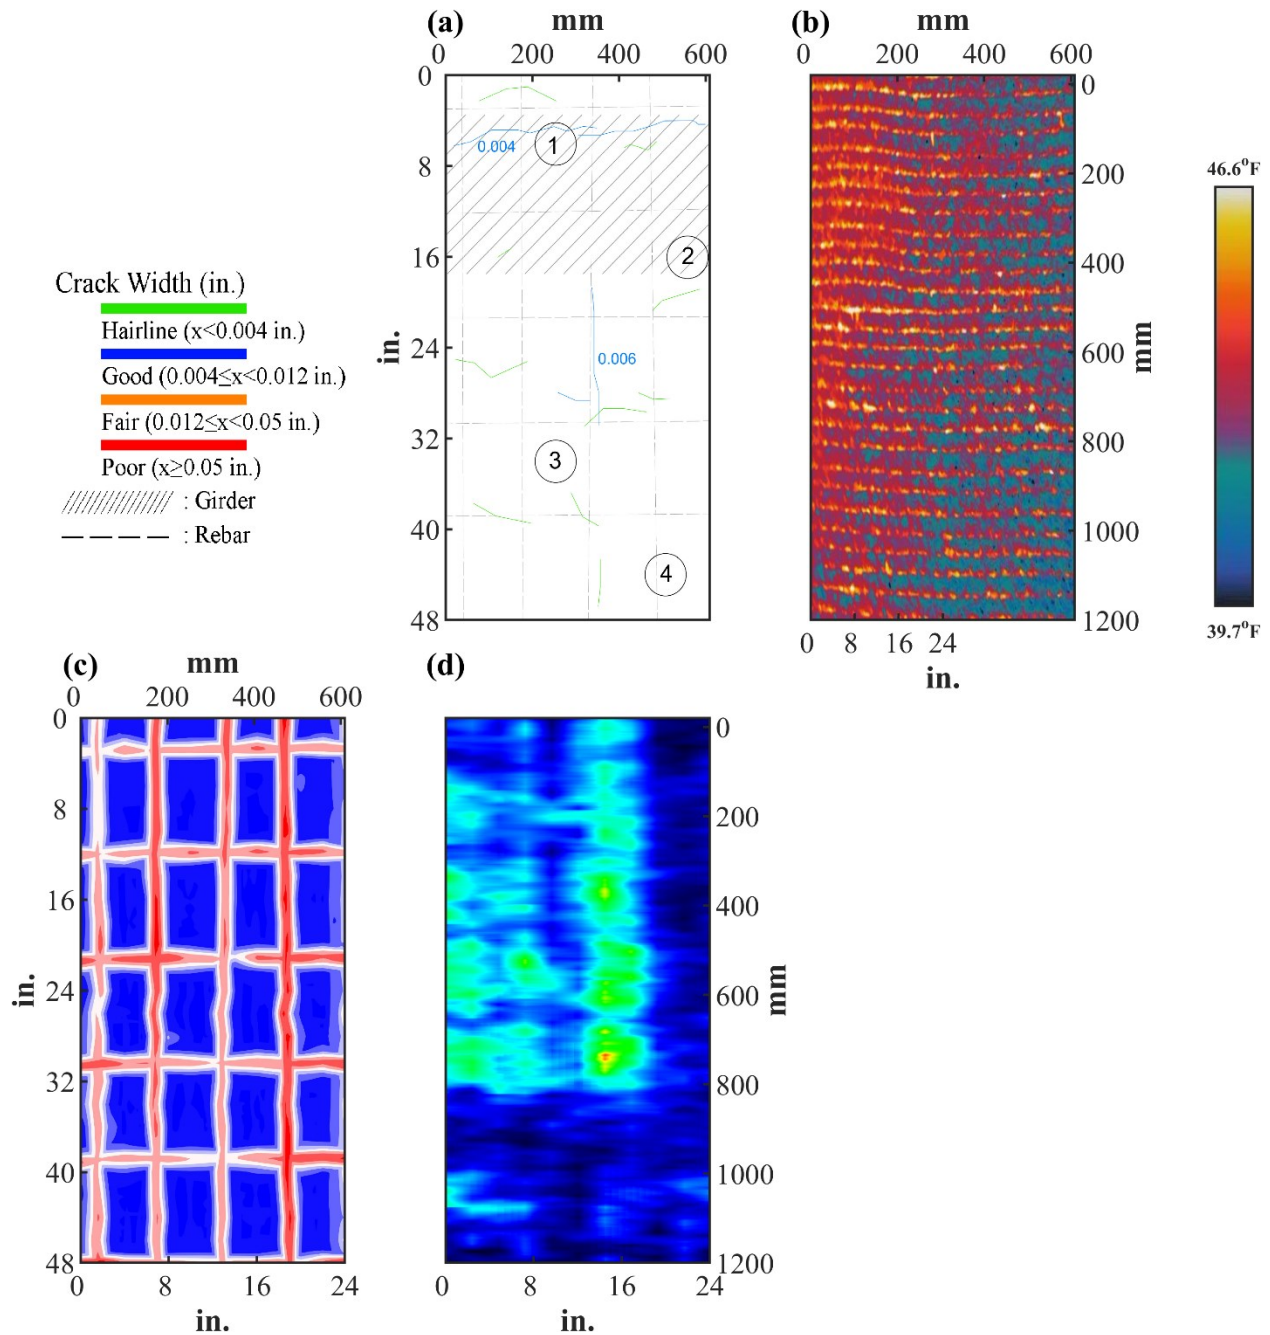 (a) mm
0 200 400 600
0
8
16
24
32
40
48
in.
0.004
0.006
1
2
3
4
(b) mm
0 200 400 600
0
200
400
600
800
1000
1200
mm
0 8 16 24
in.
46.6°F
39.7°F
Crack Width (in.)
Hairline (x<0.004 in.)
Good (0.004≤x<0.012 in.)
Fair (0.012≤x<0.05 in.)
Poor (x≥0.05 in.)
: Girder
: Rebar
(c) mm
0 200 400 600
0
8
16
24
32
40
48
in.
0 8 16 24
in.
(d)
0
200
400
600
800
1000
1200
mm
0 8 16 24
in.